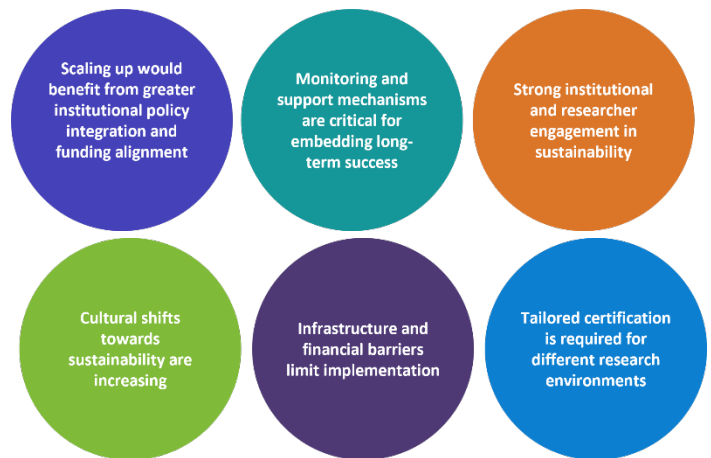 Scaling up would
benefit from greater
institutional policy
integration and
funding alignment
Monitoring and
support mechanisms
are critical for
embedding long-
term success
Strong institutional
and researcher
engagement in
sustainability
Cultural shifts
towards
sustainability are
increasing
Infrastructure and
financial barriers
limit implementation
Tailored certification
is required for
different research
environments